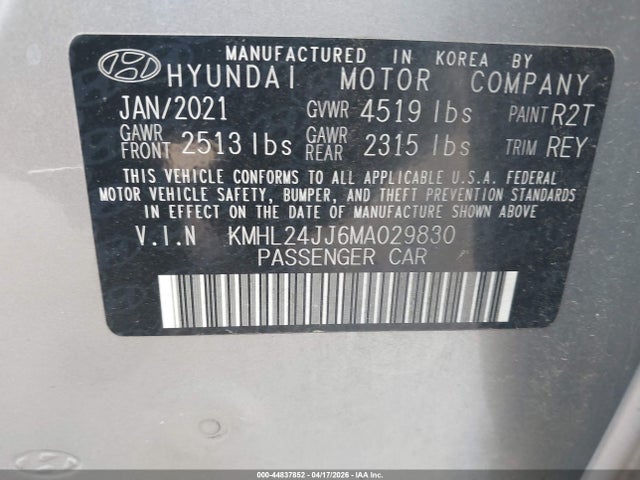 MANUFACTURED IN KOREA BY
HYUNDAI MOTOR COMPANY
JAN/2021 GVWR 4519 lbs PAINT R2T
GAWR FRONT 2513 lbs GAWR REAR 2315 lbs TRIM REY
THIS VEHICLE CONFORMS TO ALL APPLICABLE U.S.A. FEDERAL
MOTOR VEHICLE SAFETY, BUMPER, AND THEFT PREVENTION STANDARDS
IN EFFECT ON THE DATE OF MANUFACTURE SHOWN ABOVE
V.I.N KMHL24JJ6MA029830
PASSENGER CAR
000-44837852 - 04/17/2026 - IAA Inc.